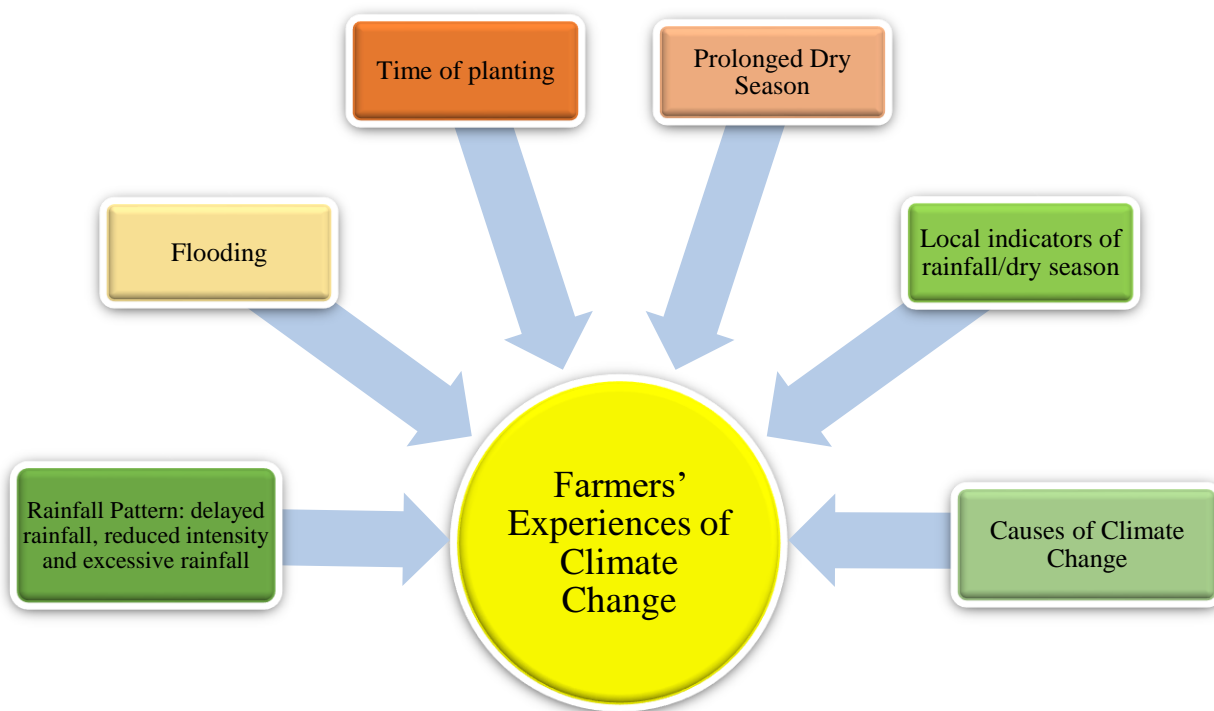 Time of planting
Prolonged Dry
Season
Flooding
Local indicators of
rainfall/dry season
Rainfall Pattern: delayed
rainfall, reduced intensity
and excessive rainfall
Farmers’
Experiences of
Climate
Change
Causes of Climate
Change